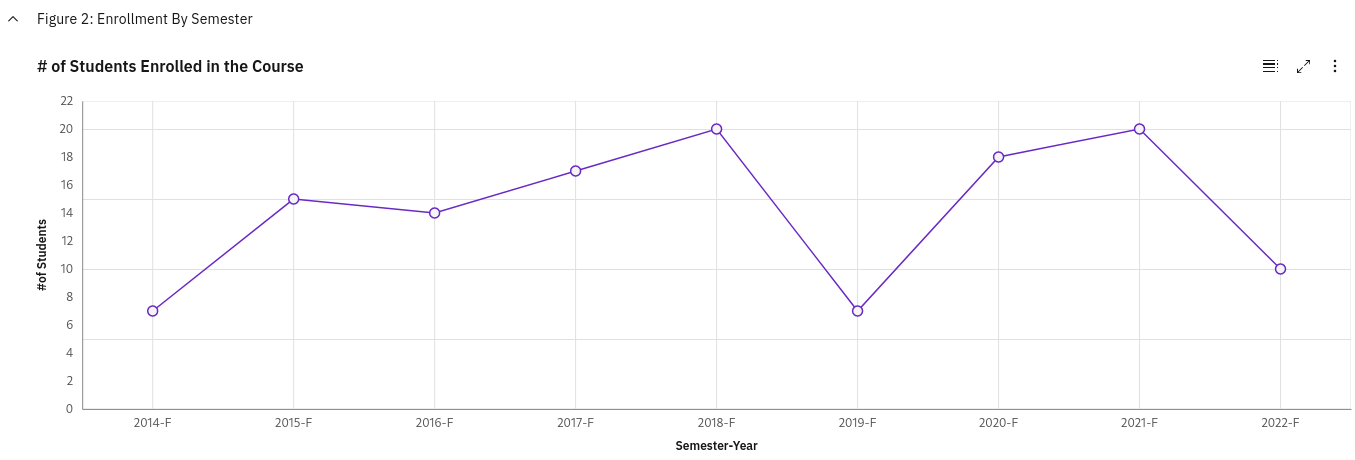 Figure 2: Enrollment By Semester
# of Students Enrolled in the Course
#of Students
22
20
18
16
14
12
10
8
6
4
2
0
2014-F
2015-F
2016-F
2017-F
2018-F
2019-F
2020-F
2021-F
2022-F
Semester-Year